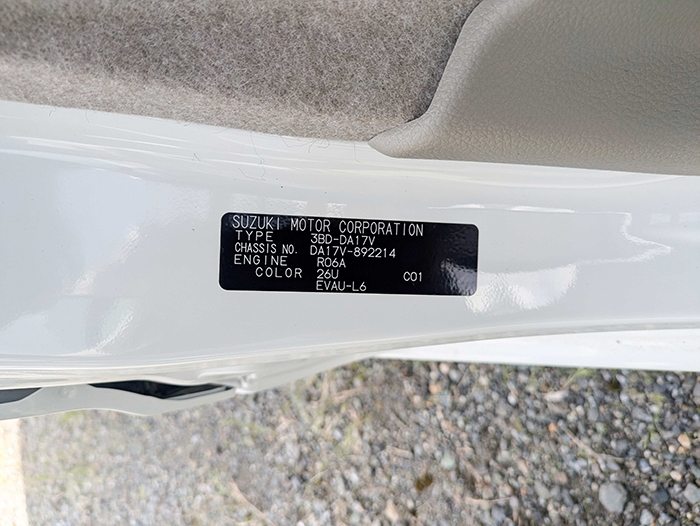 SUZUKI MOTOR CORPORATION
TYPE 3BD-DA17V
CHASSIS NO. DA17V-892214
ENGINE R06A
COLOR 26U C01
EVAU-L6